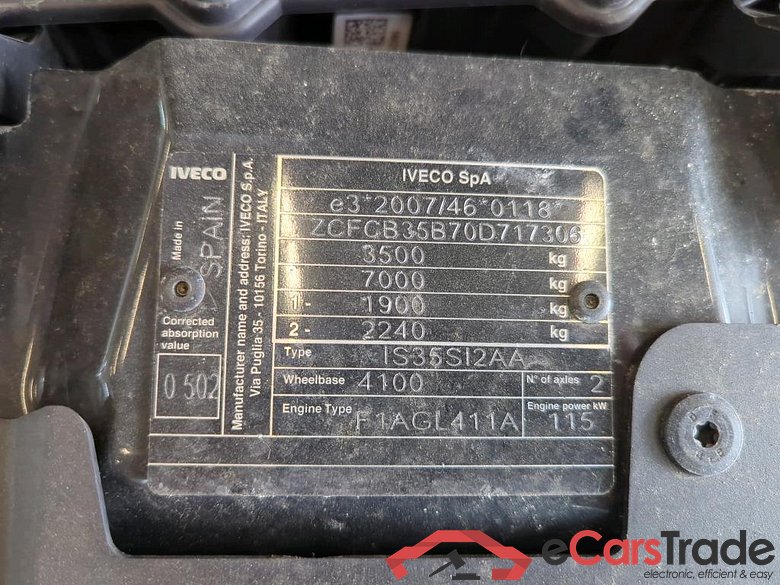 IVECO
Made in
SPAIN
Corrected
absorption
value
0 502
Manufacturer name and address: IVECO S.p.A.
Via Puglia 35 - 10156 Torino - ITALY
IVECO SpA
e3*2007/46*0118*
ZCFCB35B70D717306
3500 kg
7000 kg
1- 1900 kg
2- 2240 kg
Type IS35SI2AA
Wheelbase 4100 N° of axles 2
Engine Type F1AGL411A Engine power kW 115
eCarsTrade
electronic, efficient & easy